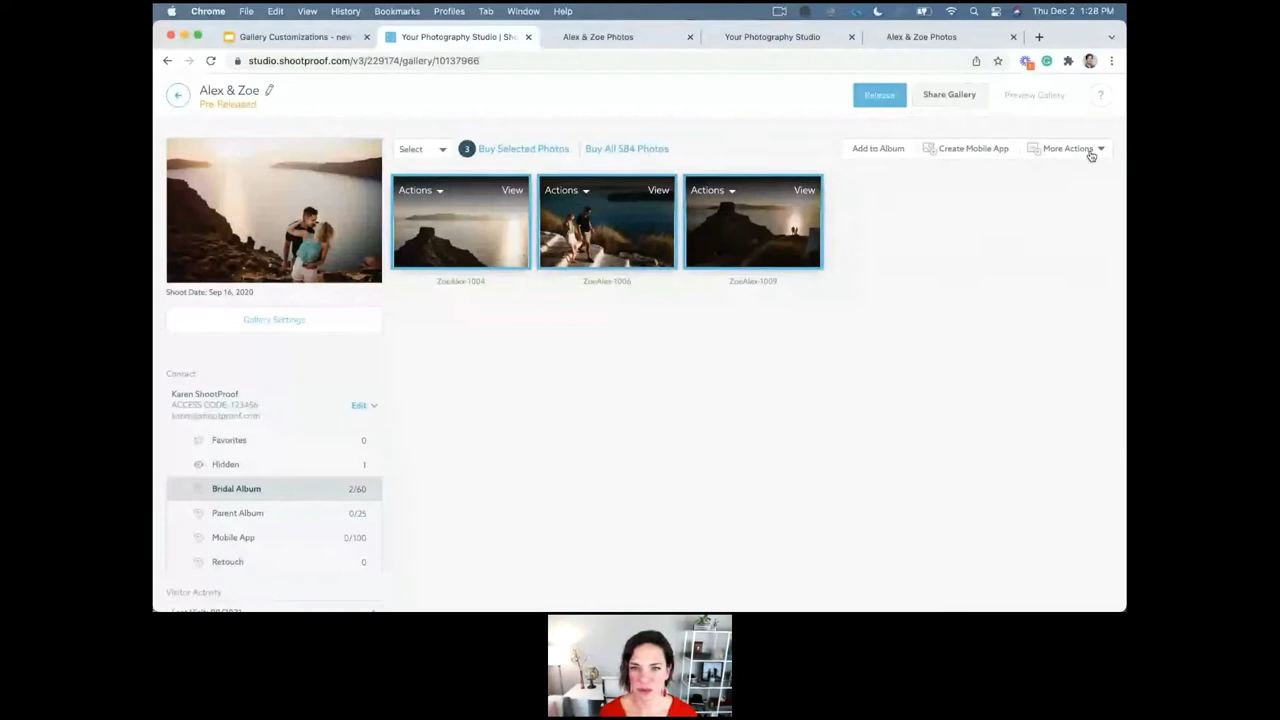 Chrome File Edit View History Bookmarks Profiles Tab Window Help Thu Dec 2 1:28 PM
Gallery Customizations - new Your Photography Studio | Sho Alex & Zoe Photos Your Photography Studio Alex & Zoe Photos
studio.shootproof.com/v3/229174/gallery/10137966
Alex & Zoe
Pre-Released
Release Share Gallery Preview Gallery ?
Select 3 Buy Selected Photos Buy All 584 Photos Add to Album Create Mobile App More Actions
Actions View Actions View Actions View
ZoeAlex-1004 ZoeAlex-1006 ZoeAlex-1009
Shoot Date: Sep 16, 2020
Gallery Settings
Contact
Karen ShootProof
ACCESS CODE: 123456 Edit
karen@shootproof.com
Favorites 0
Hidden 1
Bridal Album 2/60
Parent Album 0/25
Mobile App 0/100
Retouch 0
Visitor Activity